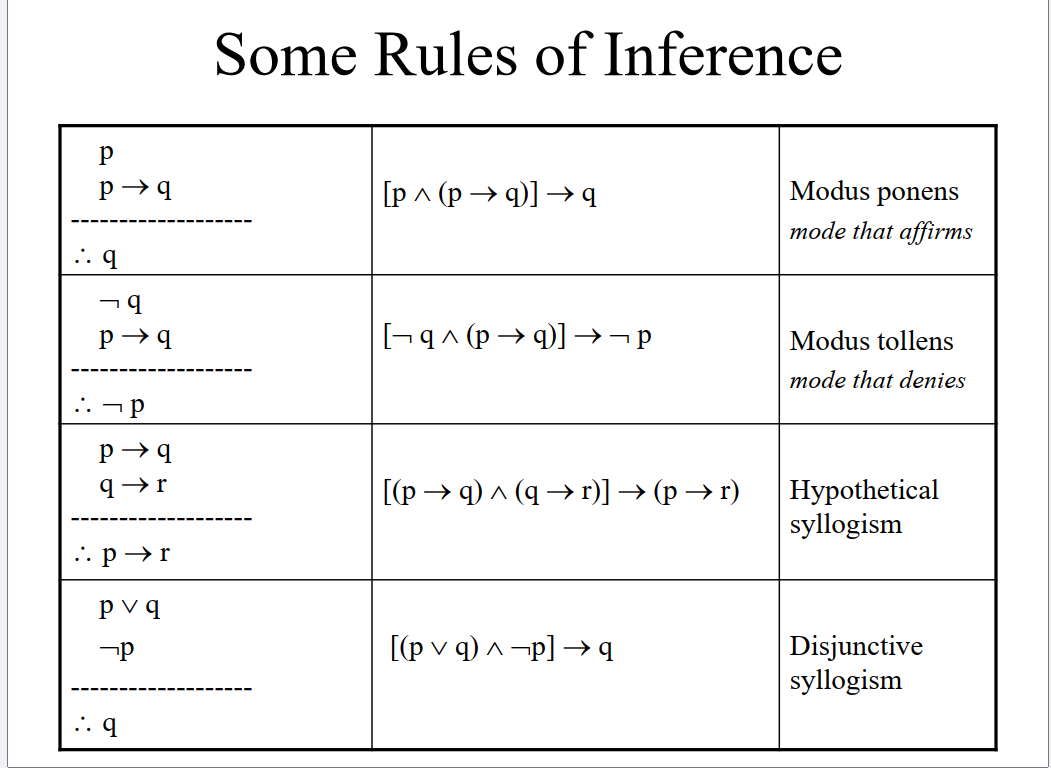 Some Rules of Inference
p
p → q
-------------------
∴ q
[p ∧ (p → q)] → q
Modus ponens
mode that affirms
¬ q
p → q
-------------------
∴ ¬ p
[¬ q ∧ (p → q)] → ¬ p
Modus tollens
mode that denies
p → q
q → r
-------------------
∴ p → r
[(p → q) ∧ (q → r)] → (p → r)
Hypothetical
syllogism
p ∨ q
¬p
-------------------
∴ q
[(p ∨ q) ∧ ¬p] → q
Disjunctive
syllogism